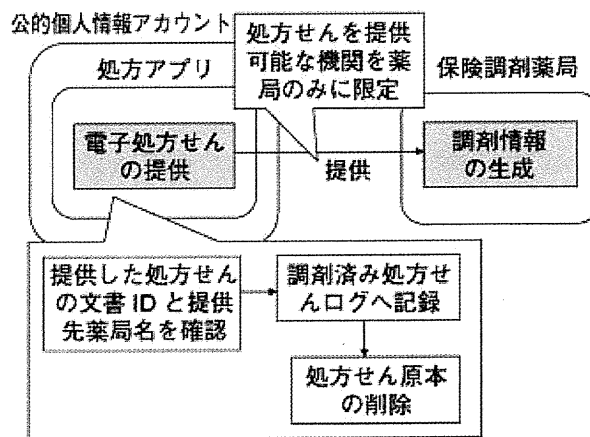 公的個人情報アカウント
処方アプリ
処方せんを提供
可能な機関を薬
局のみに限定
保険調剤薬局
電子処方せん
の提供
提供
調剤情報
の生成
提供した処方せん
の文書 ID と提供
先薬局名を確認
調剤済み処方せ
んログへ記録
処方せん原本
の削除